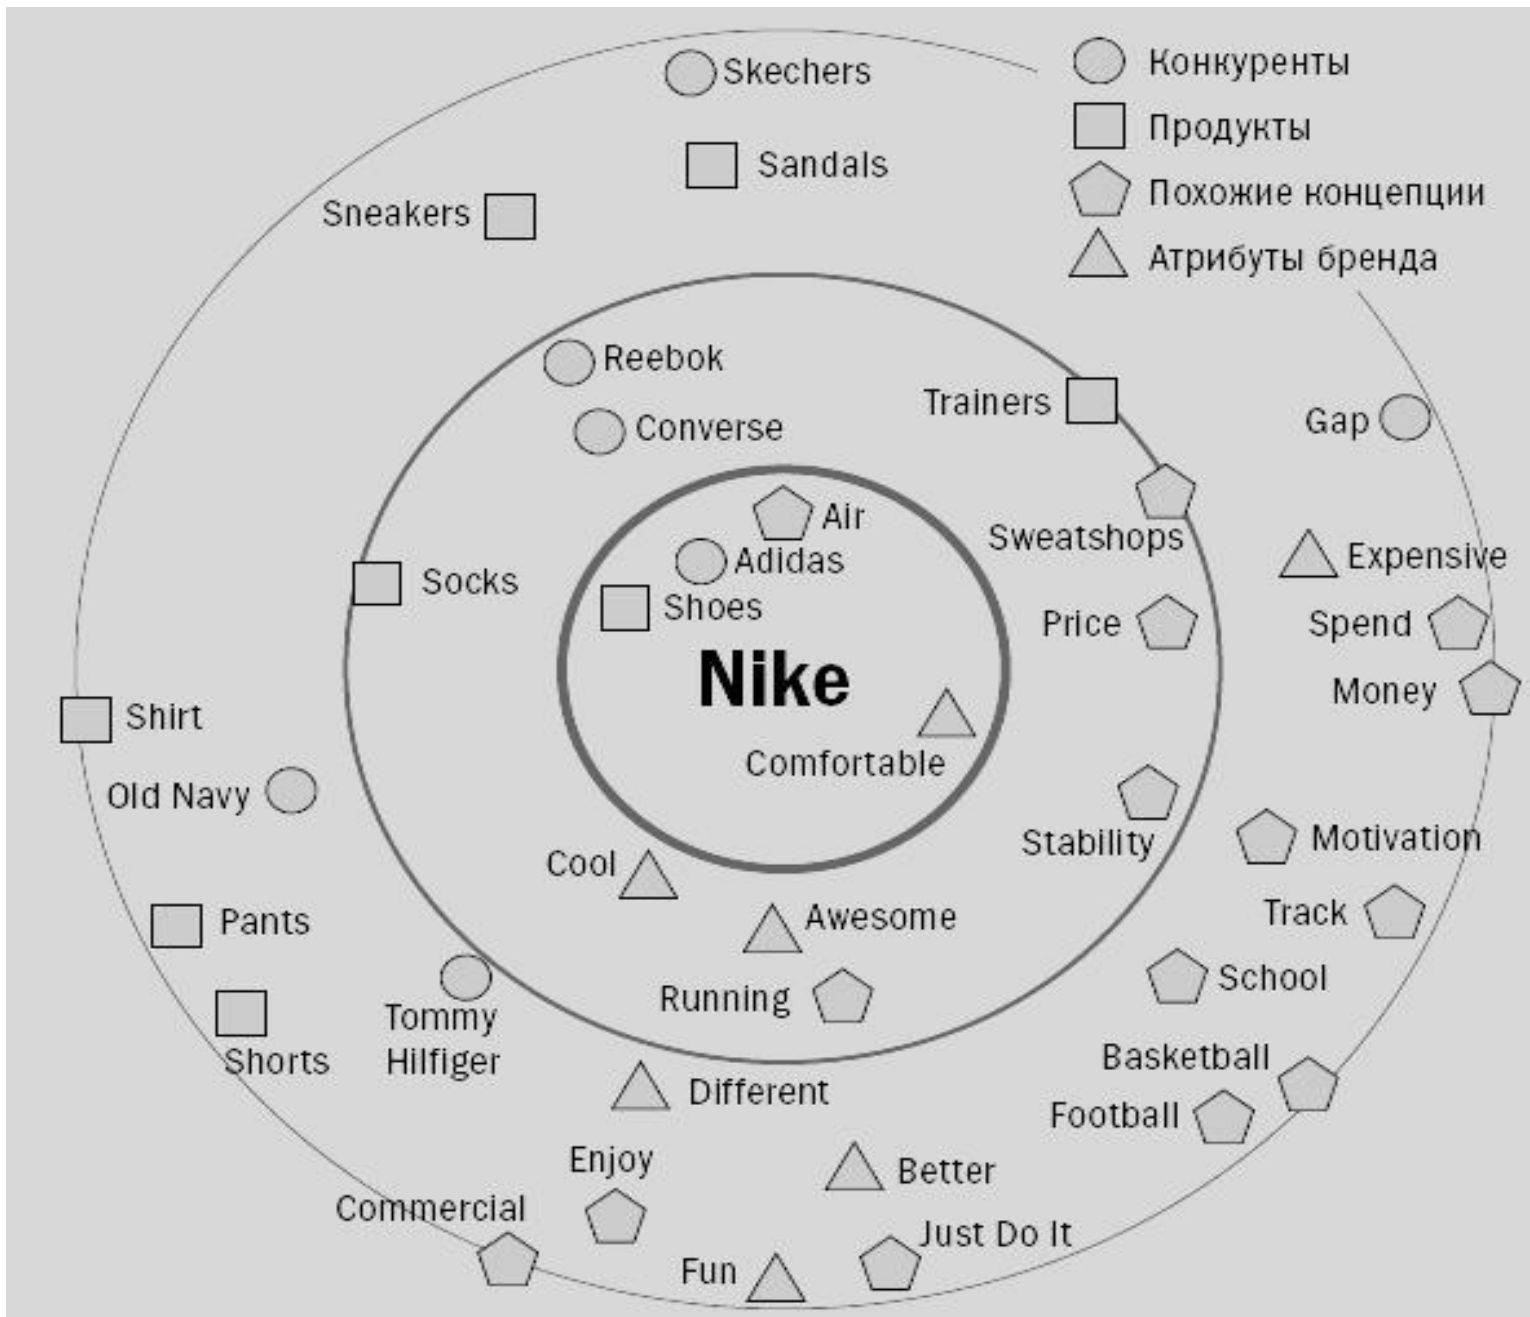 Skechers
Конкуренты
Продукты
Sandals
Похожие концепции
Sneakers
Атрибуты бренда
Reebok
Trainers
Gap
Converse
Air
Sweatshops
Adidas
Expensive
Socks
Shoes
Price
Spend
Nike
Money
Shirt
Comfortable
Old Navy
Stability
Motivation
Cool
Track
Awesome
Pants
School
Running
Tommy
Hilfiger
Basketball
Shorts
Different
Football
Enjoy
Better
Commercial
Just Do It
Fun